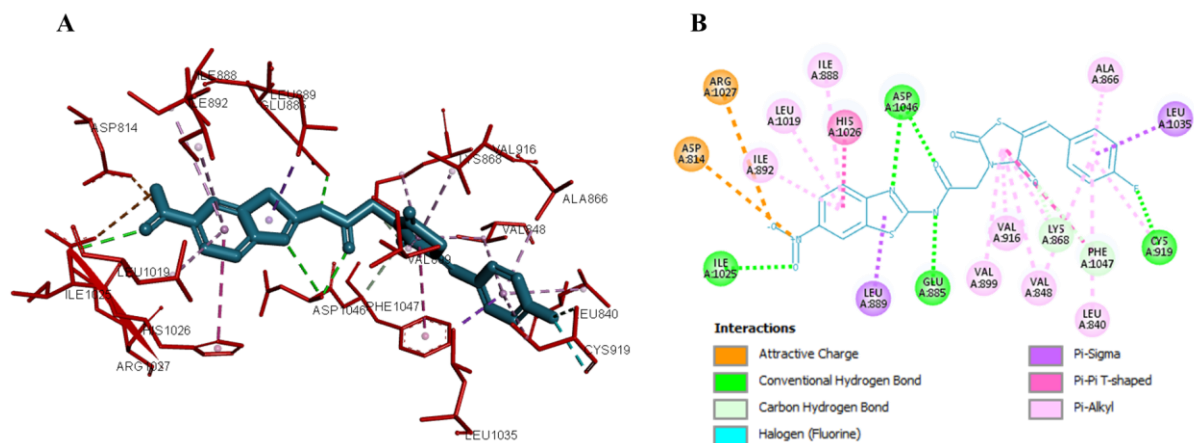 A
ILE888
LEU889
ILE892
GLU885
ASP814
VAL916
LYS868
ALA866
VAL848
VAL899
LEU1019
ILE1025
ASP1046
PHE1047
HIS1026
ARG1027
LEU840
CYS919
LEU1035
B
ARG
A:1027
ILE
A:888
ASP
A:1046
ALA
A:866
LEU
A:1019
HIS
A:1026
LEU
A:1035
ASP
A:814
ILE
A:892
S
O
N
O
O
N
O
N
S
N
O
F
VAL
A:916
LYS
A:868
PHE
A:1047
CYS
A:919
ILE
A:1025
LEU
A:889
GLU
A:885
VAL
A:899
VAL
A:848
LEU
A:840
Interactions
Attractive Charge
Conventional Hydrogen Bond
Carbon Hydrogen Bond
Halogen (Fluorine)
Pi-Sigma
Pi-Pi T-shaped
Pi-Alkyl